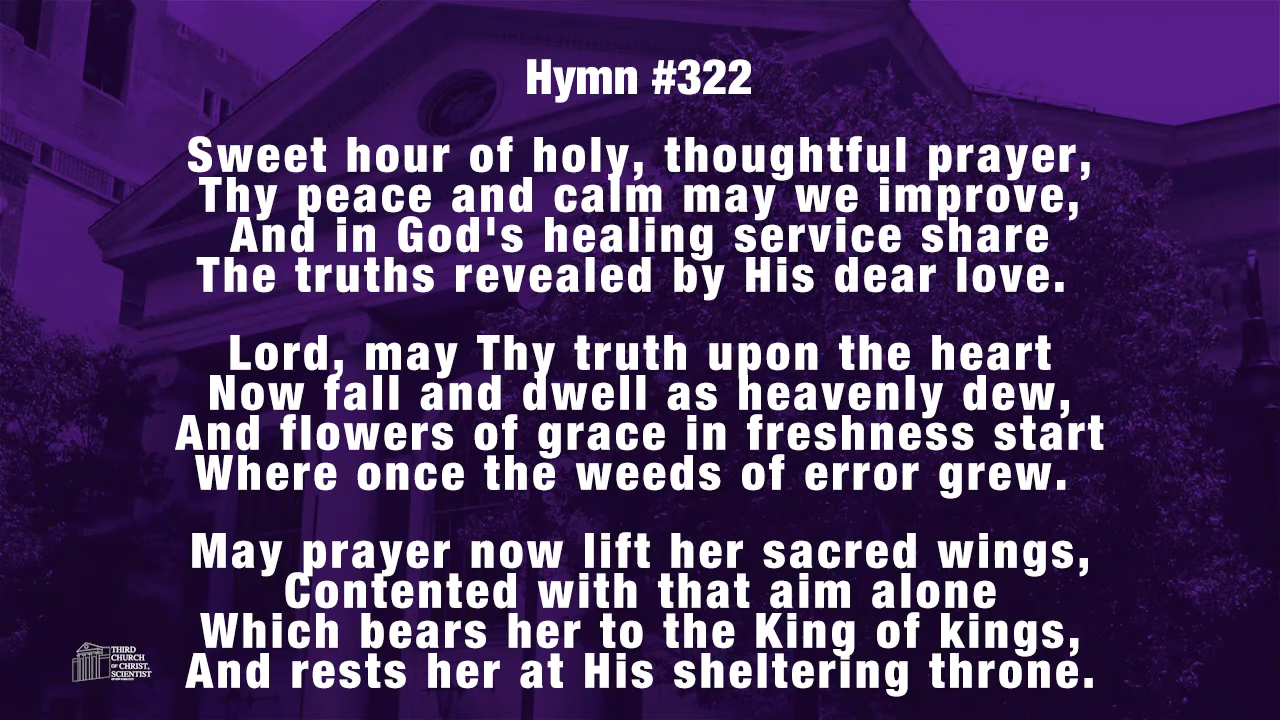 Hymn #322
Sweet hour of holy, thoughtful prayer,
Thy peace and calm may we improve,
And in God's healing service share
The truths revealed by His dear love.
Lord, may Thy truth upon the heart
Now fall and dwell as heavenly dew,
And flowers of grace in freshness start
Where once the weeds of error grew.
May prayer now lift her sacred wings,
Contented with that aim alone
Which bears her to the King of kings,
And rests her at His sheltering throne.
THIRD
CHURCH
OF CHRIST,
SCIENTIST